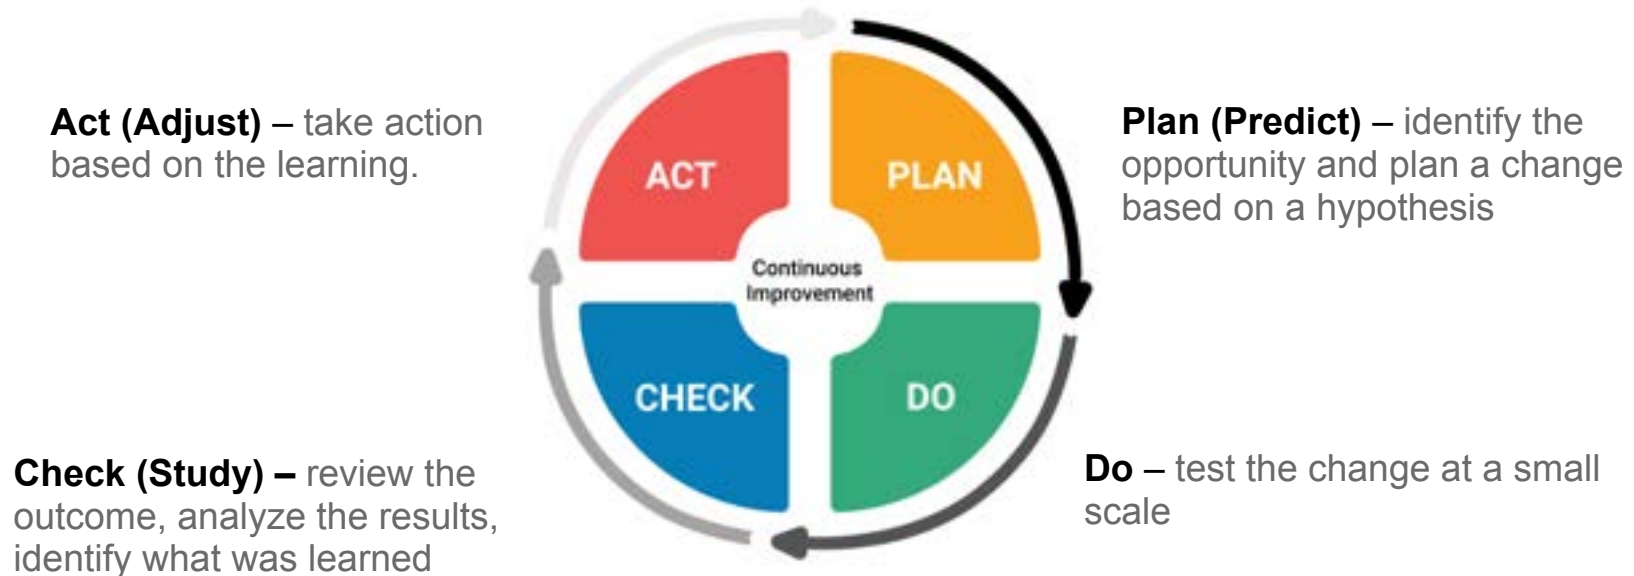 Act (Adjust) – take action
based on the learning.
ACT
PLAN
Plan (Predict) – identify the
opportunity and plan a change
based on a hypothesis
Continuous
Improvement
CHECK
DO
Check (Study) – review the
outcome, analyze the results,
identify what was learned
Do – test the change at a small
scale